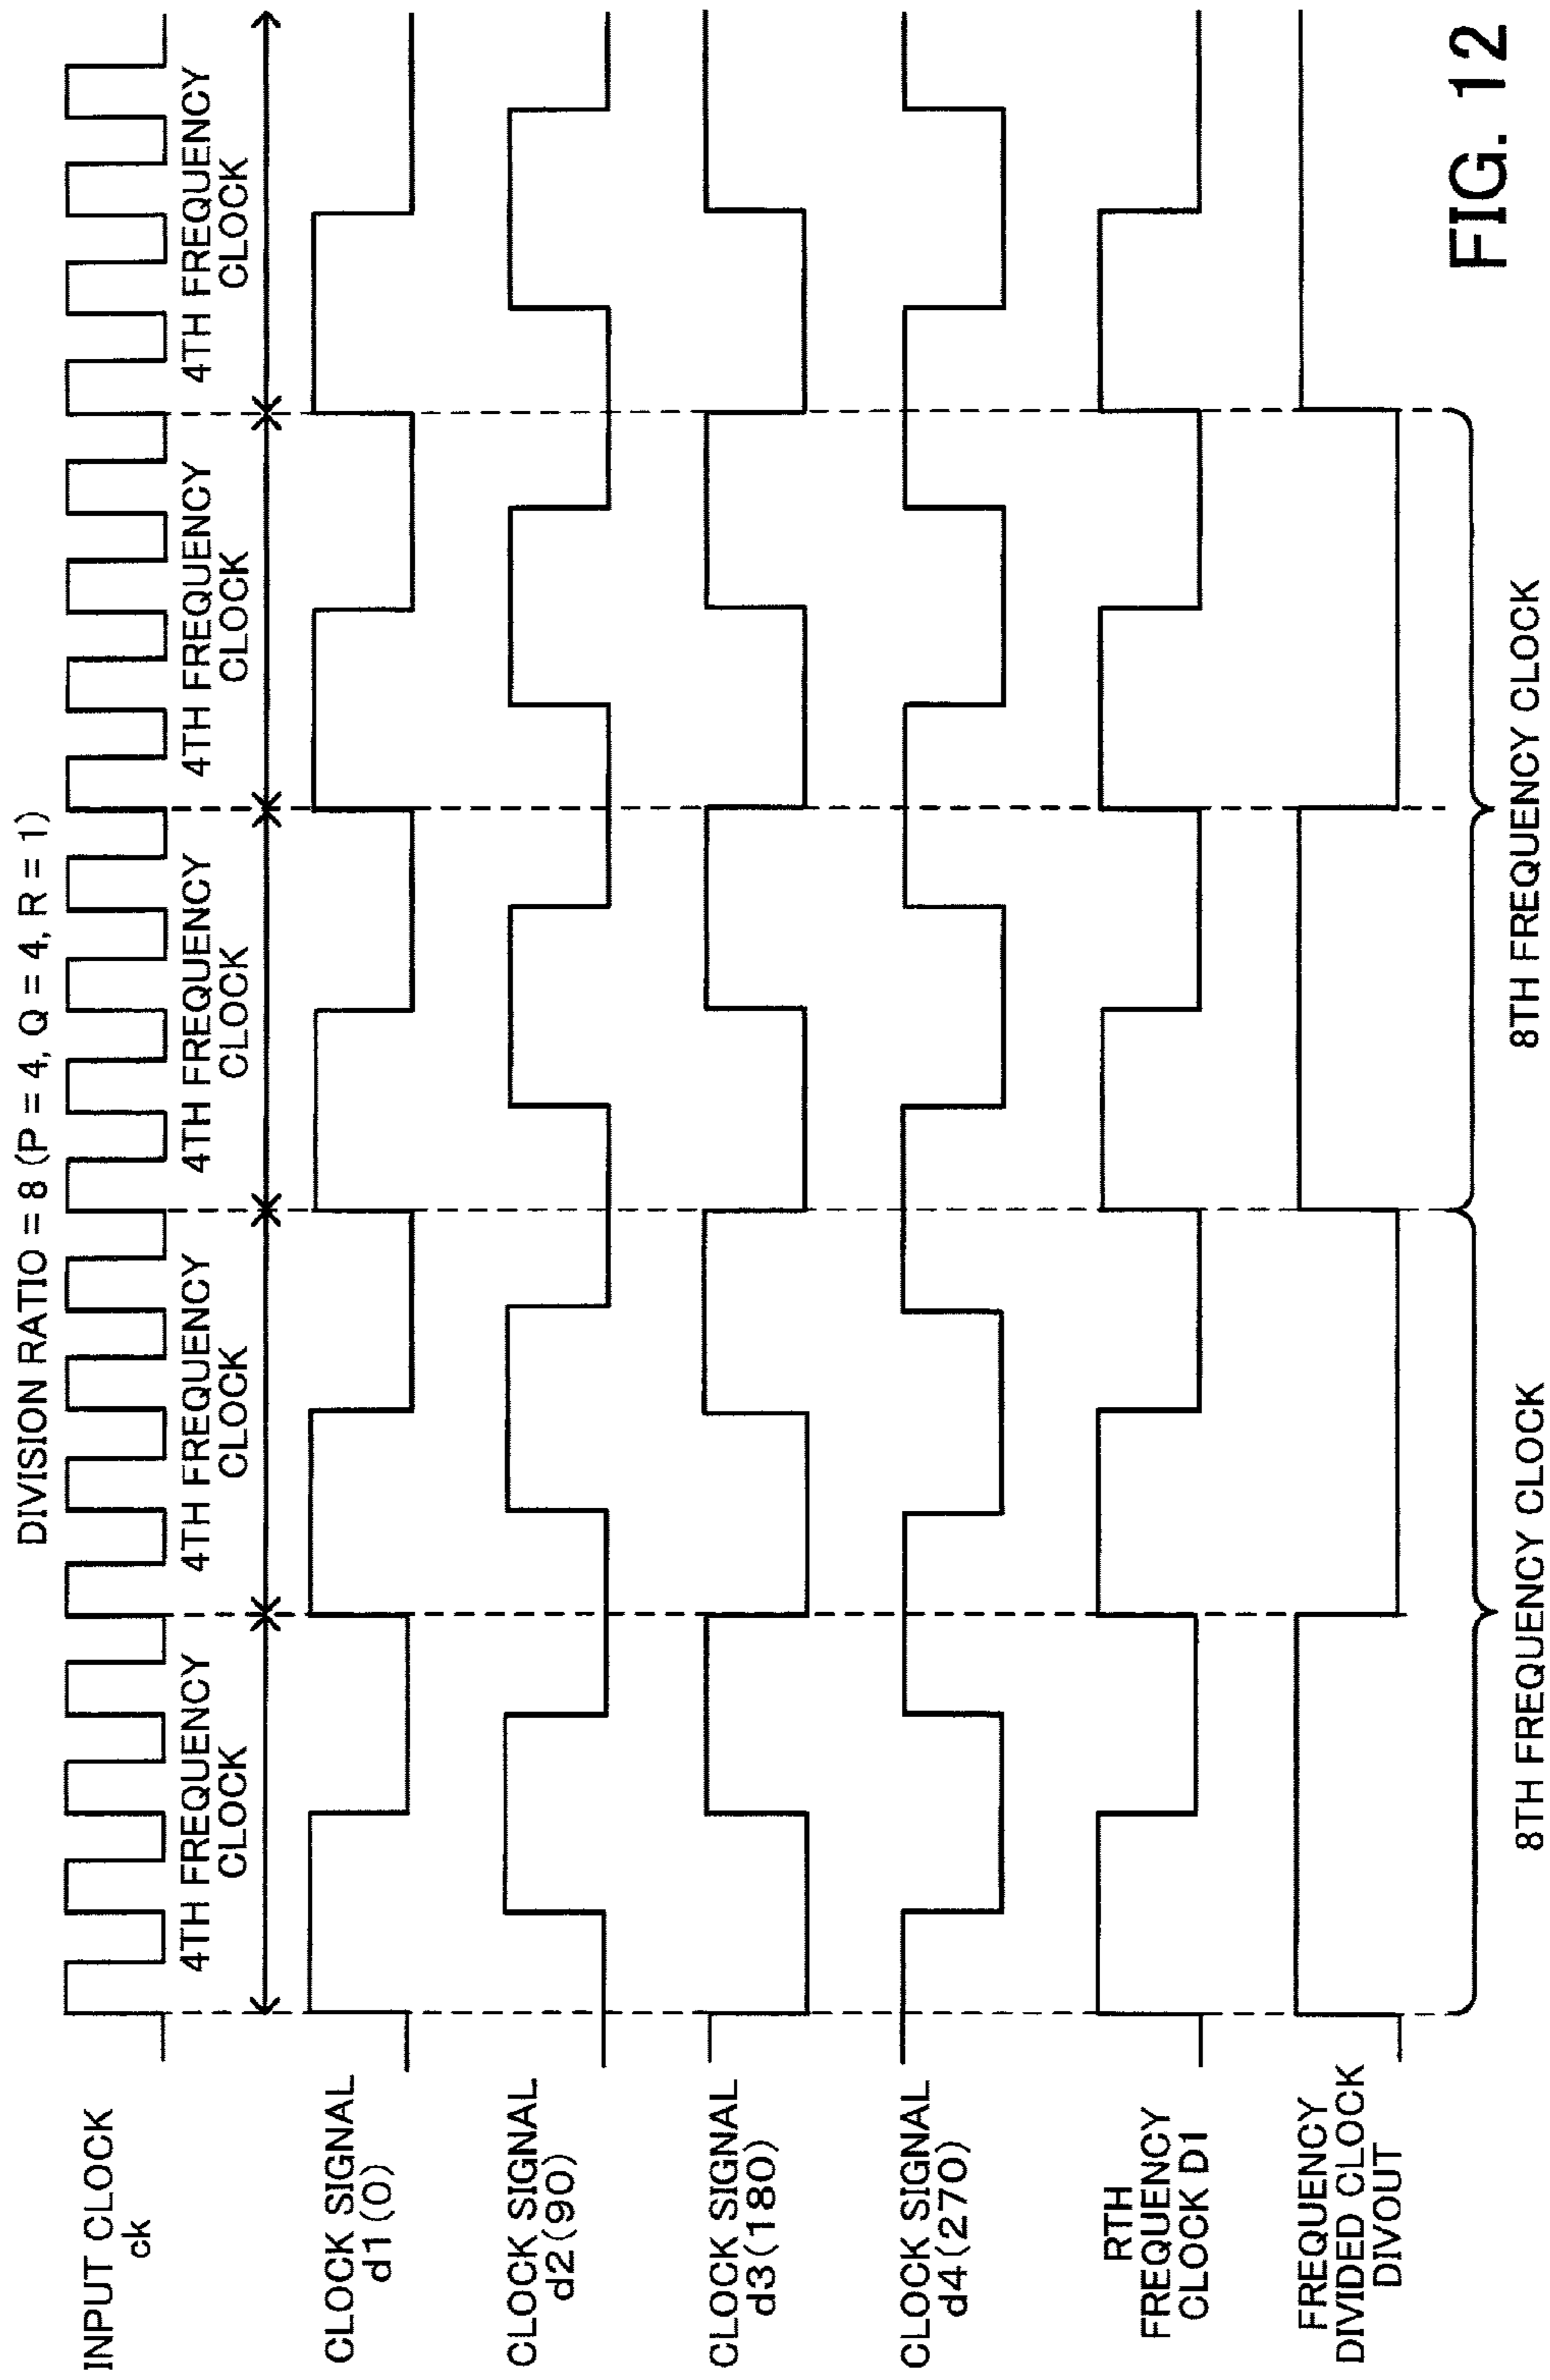 DIVISION RATIO = 8 (P = 4, Q = 4, R = 1)
INPUT CLOCK
ck
4TH FREQUENCY
CLOCK
4TH FREQUENCY
CLOCK
4TH FREQUENCY
CLOCK
4TH FREQUENCY
CLOCK
4TH FREQUENCY
CLOCK
CLOCK SIGNAL
d1(0)
CLOCK SIGNAL
d2(90)
CLOCK SIGNAL
d3(180)
CLOCK SIGNAL
d4(270)
RTH
FREQUENCY
CLOCK D1
FREQUENCY
DIVIDED CLOCK
DIVOUT
8TH FREQUENCY CLOCK
8TH FREQUENCY CLOCK
FIG. 12